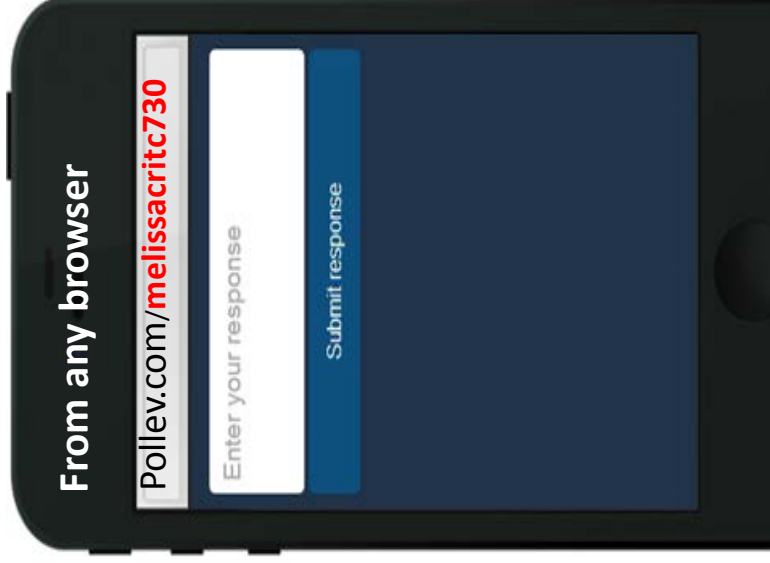 From any browser
Pollev.com/melissacritc730
Enter your response
Submit response